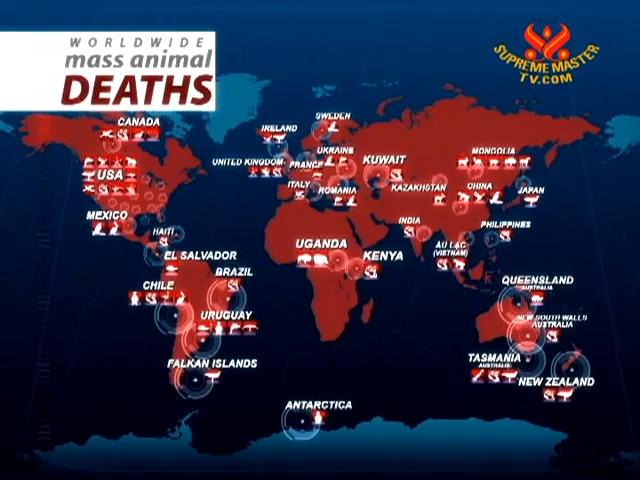 WORLDWIDE
mass animal
DEATHS
SUPREME MASTER
TV.COM
CANADA
SWEDEN
IRELAND
UKRAINE
UNITED KINGDOM
FRANCE
KUWAIT
MONGOLIA
USA
ITALY
ROMANIA
KAZAKHSTAN
CHINA
JAPAN
MEXICO
HAITI
INDIA
PHILIPPINES
EL SALVADOR
UGANDA
KENYA
AU LAC
(VIETNAM)
BRAZIL
CHILE
QUEENSLAND
AUSTRALIA
URUGUAY
NEW SOUTH WALLS
AUSTRALIA
FALKAN ISLANDS
TASMANIA
AUSTRALIA
NEW ZEALAND
ANTARCTICA